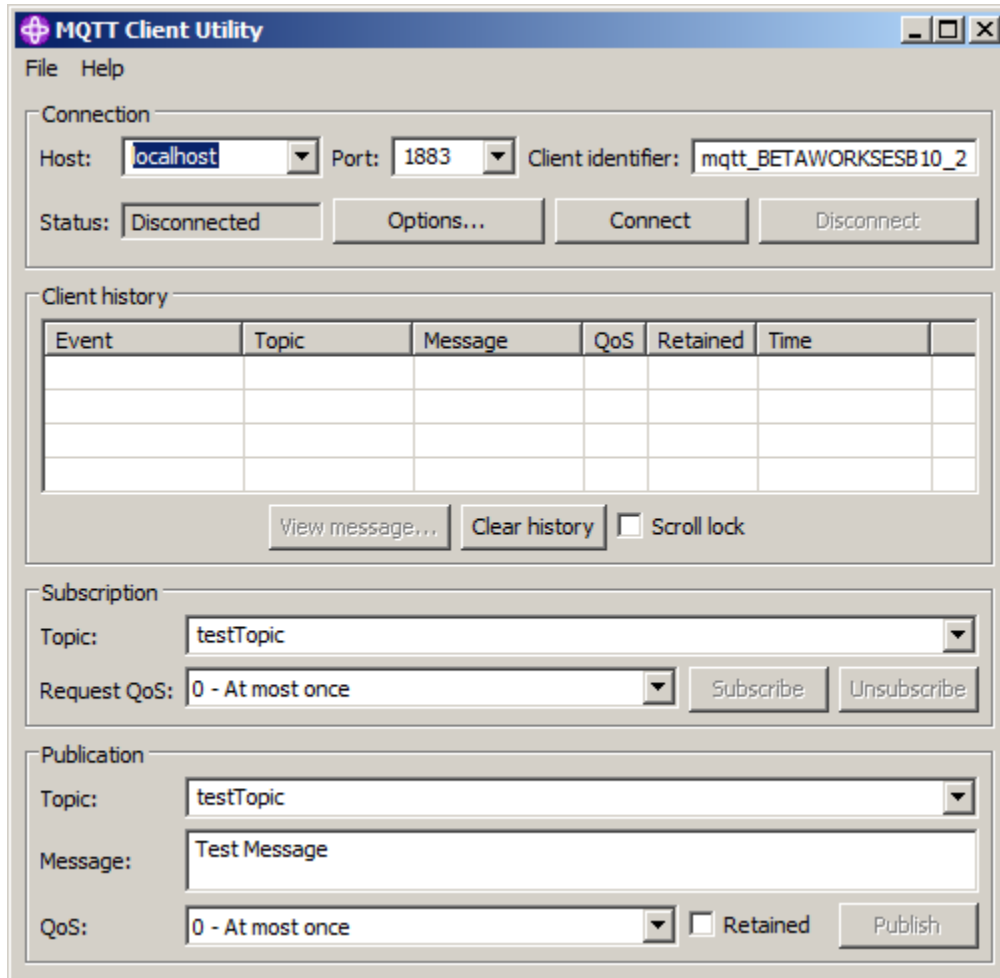 MQTT Client Utility
File Help
Connection
Host: localhost Port: 1883 Client identifier: mqtt_BETAWORKSESB10_2
Status: Disconnected Options... Connect Disconnect
Client history
Event Topic Message QoS Retained Time
View message... Clear history Scroll lock
Subscription
Topic: testTopic
Request QoS: 0 - At most once Subscribe Unsubscribe
Publication
Topic: testTopic
Message: Test Message
QoS: 0 - At most once Retained Publish